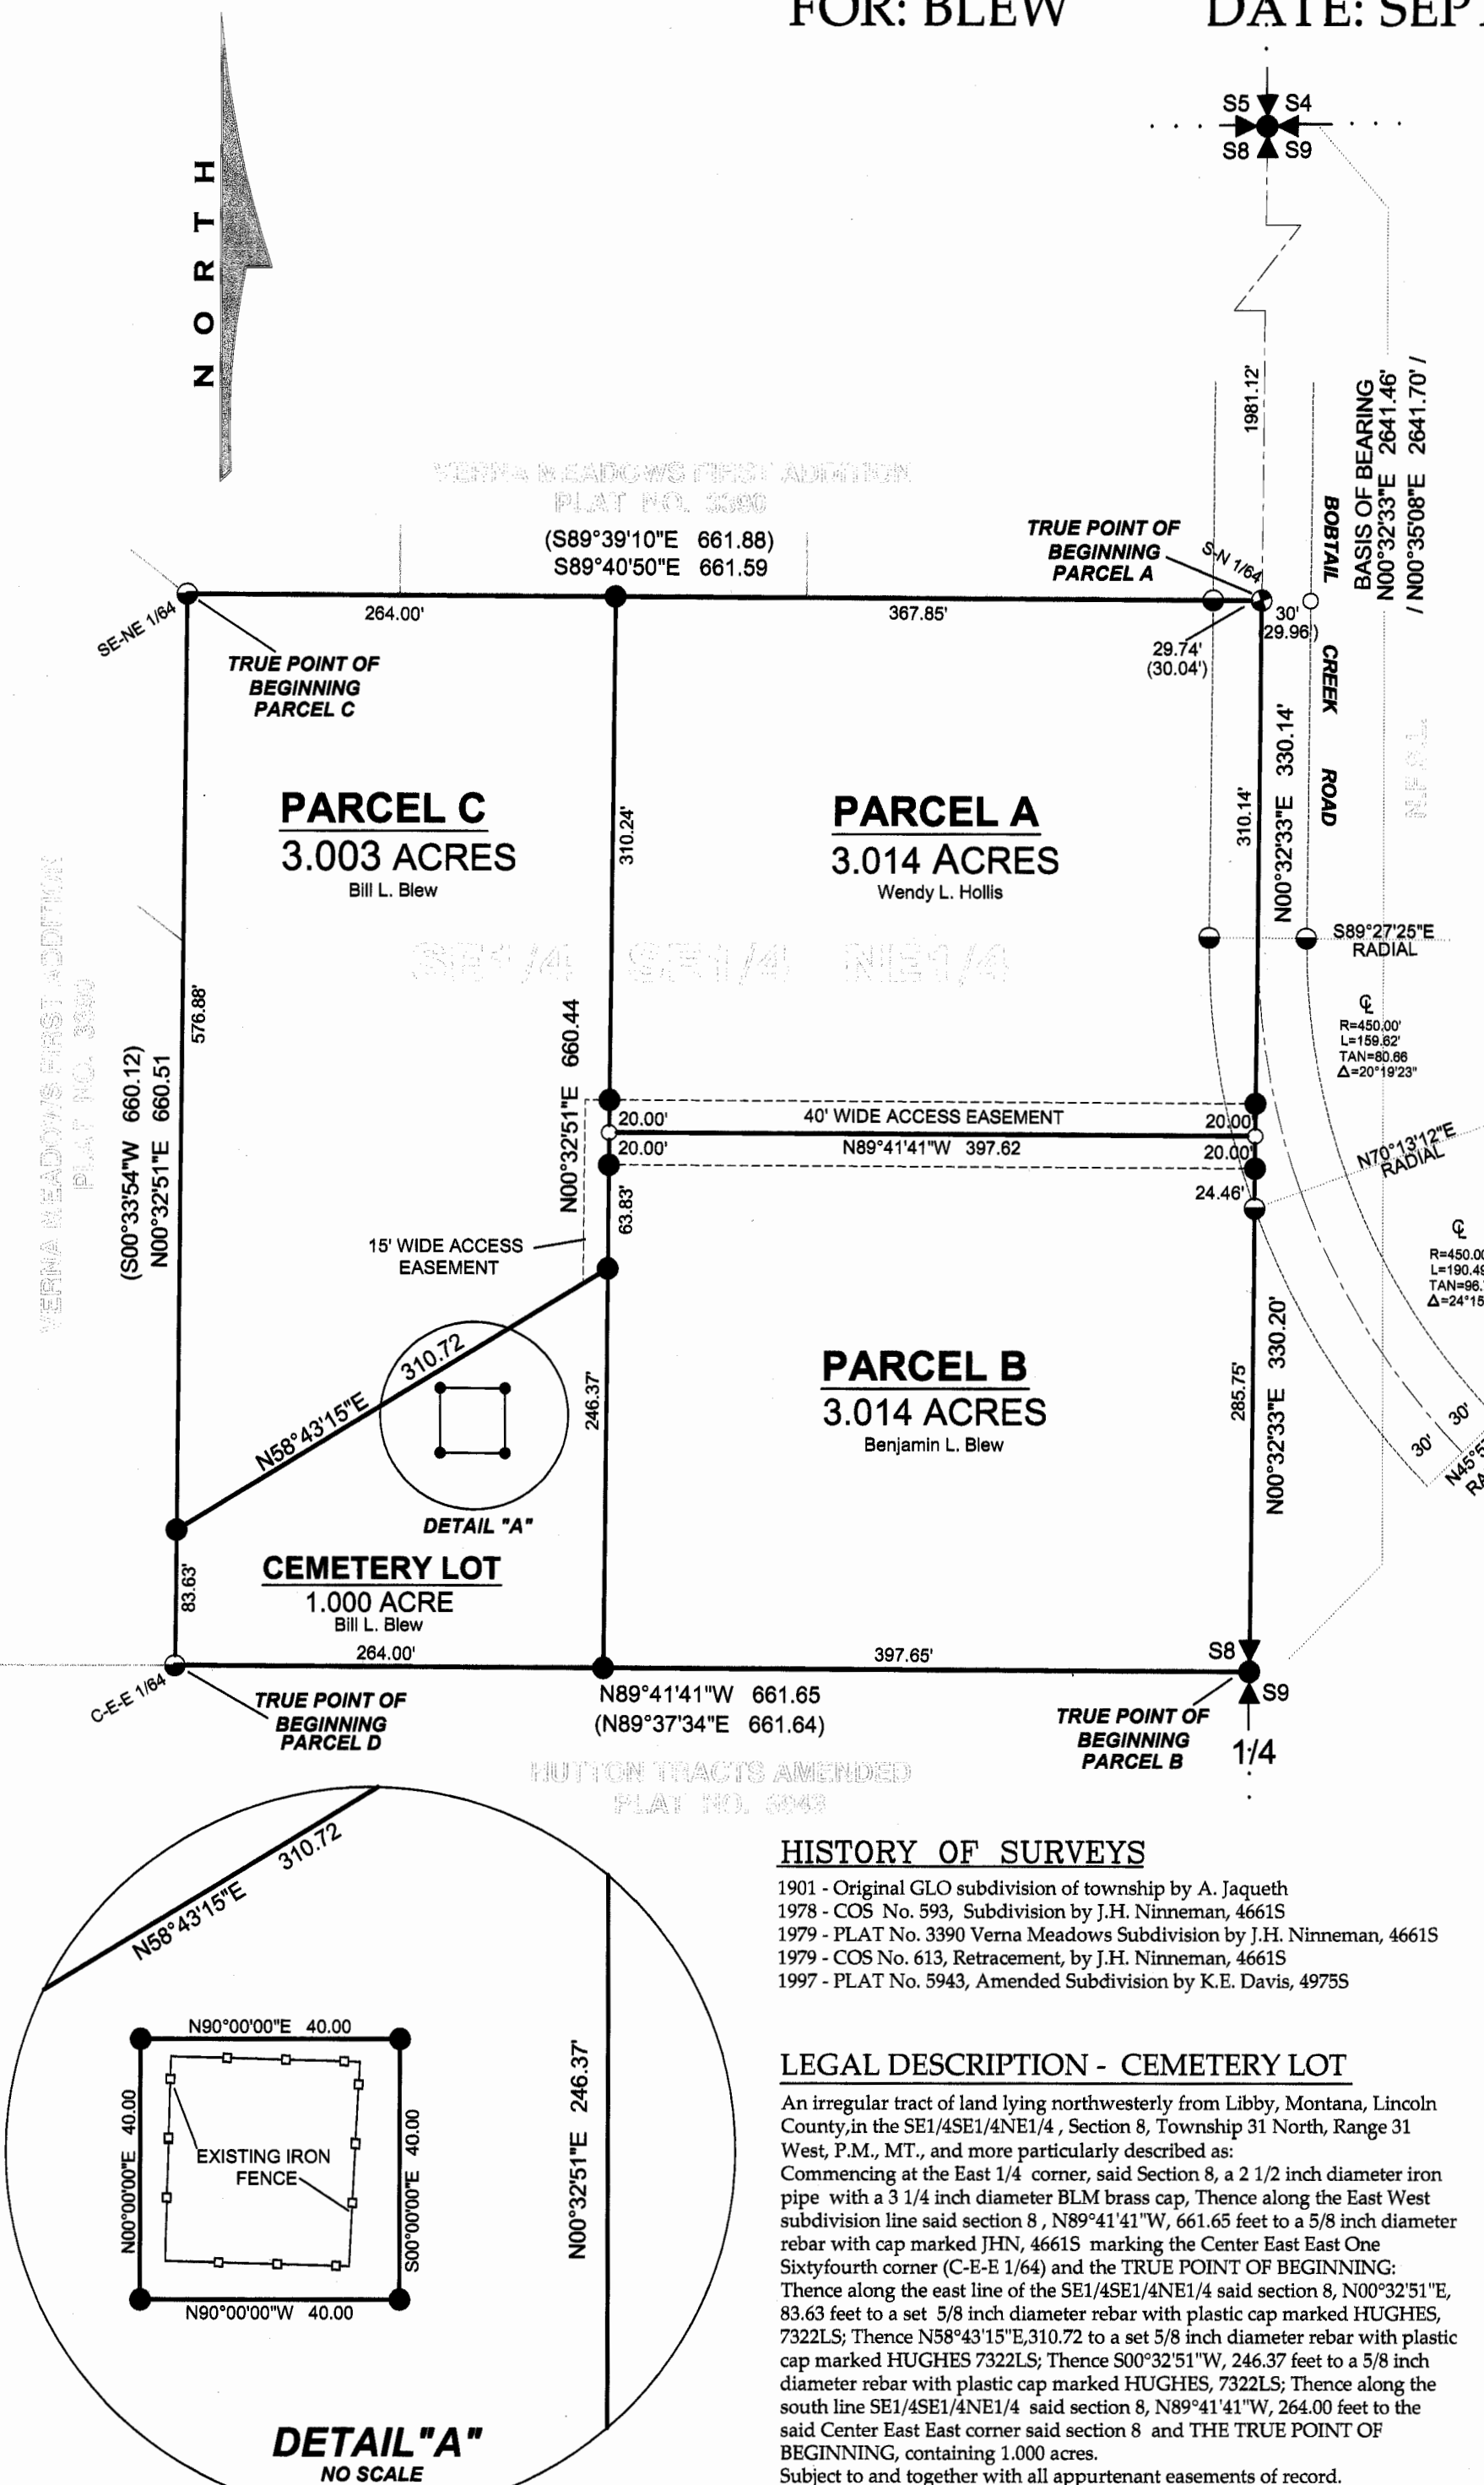 FOR: BLEW DATE: SEPT
S5 S4
S8 S9
NORTH
1981.12'
BASIS OF BEARING
N00°32'33"E 2641.46'
/ N00°35'08"E 2641.70' /
VERNA MEADOWS FIRST ADDITION
PLAT NO. 3390
(S89°39'10"E 661.88)
S89°40'50"E 661.59
TRUE POINT OF
BEGINNING
PARCEL A
S-N 1/64
BOBTAIL CREEK ROAD
SE-NE 1/64
264.00'
367.85'
30'
(29.96)
29.74'
(30.04')
TRUE POINT OF
BEGINNING
PARCEL C
N.F.P.L.
PARCEL C
3.003 ACRES
Bill L. Blew
310.24'
PARCEL A
3.014 ACRES
Wendy L. Hollis
310.14'
N00°32'33"E 330.14'
SE1/4 SE1/4 NE1/4
S89°27'25"E
RADIAL
VERNA MEADOWS FIRST ADDITION
PLAT NO. 3390
(S00°33'54"W 660.12)
N00°32'51"E 660.51
576.88'
N00°32'51"E 660.44
℄
R=450.00'
L=159.62'
TAN=80.66
Δ=20°19'23"
20.00' 40' WIDE ACCESS EASEMENT 20.00'
20.00' N89°41'41"W 397.62 20.00'
N70°13'12"E
RADIAL
24.46'
63.83'
15' WIDE ACCESS
EASEMENT
℄
R=450.00
L=190.49
TAN=96.
Δ=24°15
N58°43'15"E 310.72
246.37'
PARCEL B
3.014 ACRES
Benjamin L. Blew
285.75'
N00°32'33"E 330.20'
30'
30'
N45°5
RA
DETAIL "A"
CEMETERY LOT
1.000 ACRE
Bill L. Blew
83.63'
264.00'
397.65'
S8
S9
C-E-E 1/64
TRUE POINT OF
BEGINNING
PARCEL D
N89°41'41"W 661.65
(N89°37'34"E 661.64)
TRUE POINT OF
BEGINNING
PARCEL B
1/4
HUTTON TRACTS AMENDED
PLAT NO. 5943
N58°43'15"E 310.72
N90°00'00"E 40.00
N00°00'00"E 40.00
EXISTING IRON
FENCE
S00°00'00"E 40.00
N90°00'00"W 40.00
N00°32'51"E 246.37'
DETAIL"A"
NO SCALE
HISTORY OF SURVEYS
1901 - Original GLO subdivision of township by A. Jaqueth
1978 - COS No. 593, Subdivision by J.H. Ninneman, 4661S
1979 - PLAT No. 3390 Verna Meadows Subdivision by J.H. Ninneman, 4661S
1979 - COS No. 613, Retracement, by J.H. Ninneman, 4661S
1997 - PLAT No. 5943, Amended Subdivision by K.E. Davis, 4975S
LEGAL DESCRIPTION - CEMETERY LOT
An irregular tract of land lying northwesterly from Libby, Montana, Lincoln
County,in the SE1/4SE1/4NE1/4 , Section 8, Township 31 North, Range 31
West, P.M., MT., and more particularly described as:
Commencing at the East 1/4 corner, said Section 8, a 2 1/2 inch diameter iron
pipe with a 3 1/4 inch diameter BLM brass cap, Thence along the East West
subdivision line said section 8 , N89°41'41"W, 661.65 feet to a 5/8 inch diameter
rebar with cap marked JHN, 4661S marking the Center East East One
Sixtyfourth corner (C-E-E 1/64) and the TRUE POINT OF BEGINNING:
Thence along the east line of the SE1/4SE1/4NE1/4 said section 8, N00°32'51"E,
83.63 feet to a set 5/8 inch diameter rebar with plastic cap marked HUGHES,
7322LS; Thence N58°43'15"E,310.72 to a set 5/8 inch diameter rebar with plastic
cap marked HUGHES 7322LS; Thence S00°32'51"W, 246.37 feet to a 5/8 inch
diameter rebar with plastic cap marked HUGHES, 7322LS; Thence along the
south line SE1/4SE1/4NE1/4 said section 8, N89°41'41"W, 264.00 feet to the
said Center East East corner said section 8 and THE TRUE POINT OF
BEGINNING, containing 1.000 acres.
Subject to and together with all appurtenant easements of record.